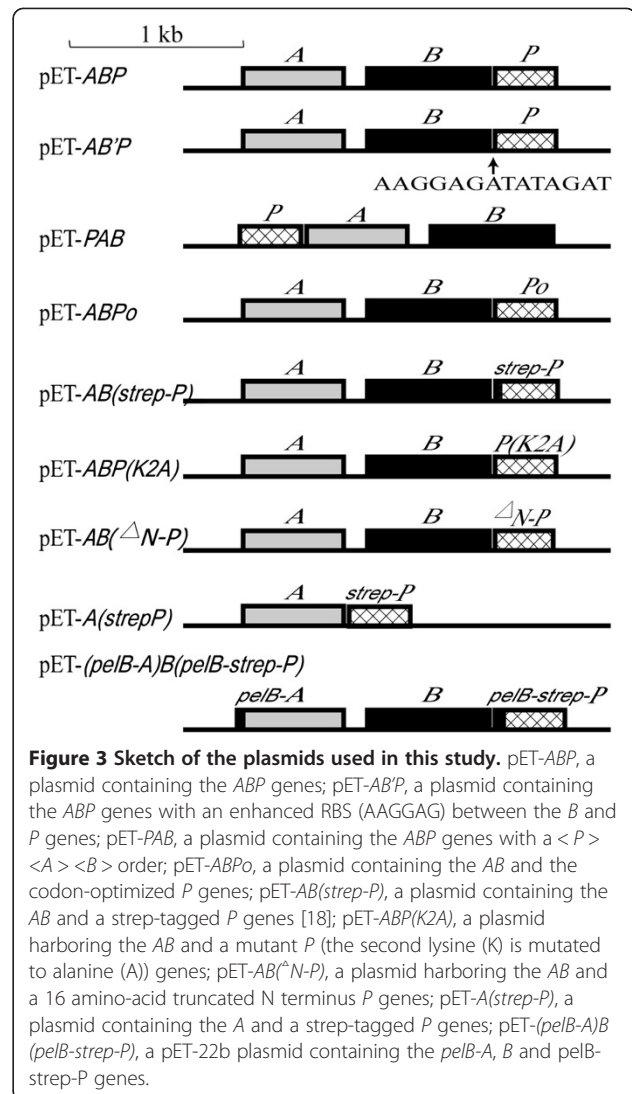 1 kb
A B P
pET-ABP
A B P
pET-AB'P
AAGGAGATATAGAT
P A B
pET-PAB
A B Po
pET-ABPo
A B strep-P
pET-AB(strep-P)
A B P(K2A)
pET-ABP(K2A)
A B △N-P
pET-AB(△N-P)
A strep-P
pET-A(strepP)
pET-(pelB-A)B(pelB-strep-P)
pelB-A B pelB-strep-P
Figure 3 Sketch of the plasmids used in this study. pET-ABP, a
plasmid containing the ABP genes; pET-AB'P, a plasmid containing
the ABP genes with an enhanced RBS (AAGGAG) between the B and
P genes; pET-PAB, a plasmid containing the ABP genes with a < P >
<A > <B > order; pET-ABPo, a plasmid containing the AB and the
codon-optimized P genes; pET-AB(strep-P), a plasmid containing the
AB and a strep-tagged P genes [18]; pET-ABP(K2A), a plasmid
harboring the AB and a mutant P (the second lysine (K) is mutated
to alanine (A)) genes; pET-AB(△N-P), a plasmid harboring the AB and
a 16 amino-acid truncated N terminus P genes; pET-A(strep-P), a
plasmid containing the A and a strep-tagged P genes; pET-(pelB-A)B
(pelB-strep-P), a pET-22b plasmid containing the pelB-A, B and pelB-
strep-P genes.